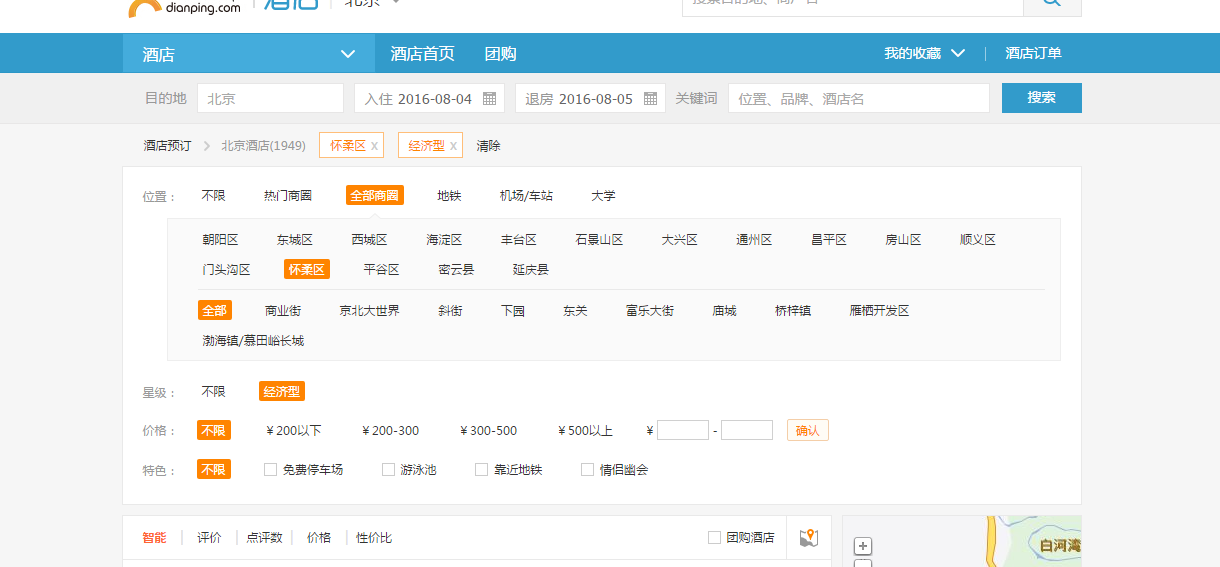 dianping.com 酒店 北京
搜索目的地、商户名
酒店 酒店首页 团购 我的收藏 酒店订单
目的地 北京 入住 2016-08-04 退房 2016-08-05 关键词 位置、品牌、酒店名 搜索
酒店预订 > 北京酒店(1949) 怀柔区 x 经济型 x 清除
位置： 不限 热门商圈 全部商圈 地铁 机场/车站 大学
朝阳区 东城区 西城区 海淀区 丰台区 石景山区 大兴区 通州区 昌平区 房山区 顺义区
门头沟区 怀柔区 平谷区 密云县 延庆县
全部 商业街 京北大世界 斜街 下园 东关 富乐大街 庙城 桥梓镇 雁栖开发区
渤海镇/慕田峪长城
星级： 不限 经济型
价格： 不限 ¥200以下 ¥200-300 ¥300-500 ¥500以上 ¥ - 确认
特色： 不限 免费停车场 游泳池 靠近地铁 情侣幽会
智能 评价 点评数 价格 性价比 团购酒店
白河湾